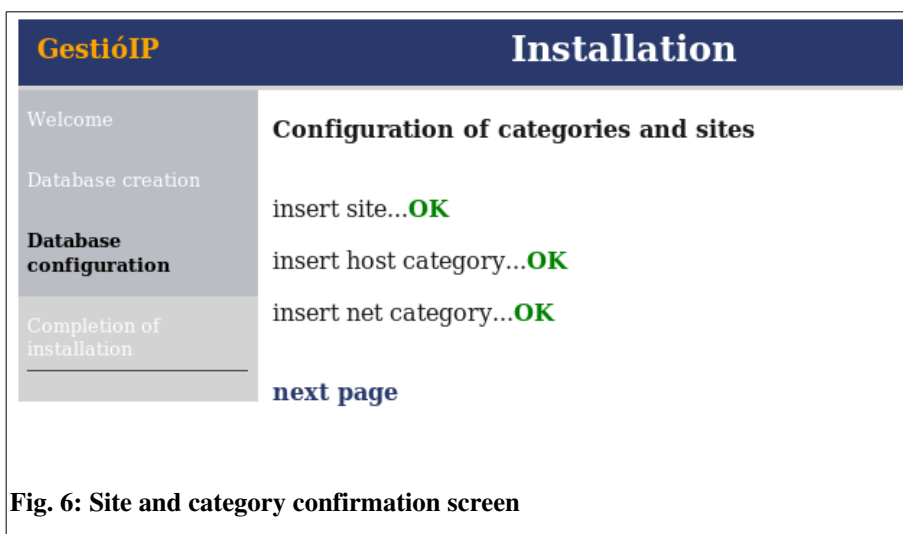 GestióIP
Installation
Welcome
Database creation
Database
configuration
Completion of
installation
Configuration of categories and sites
insert site...OK
insert host category...OK
insert net category...OK
next page
Fig. 6: Site and category confirmation screen